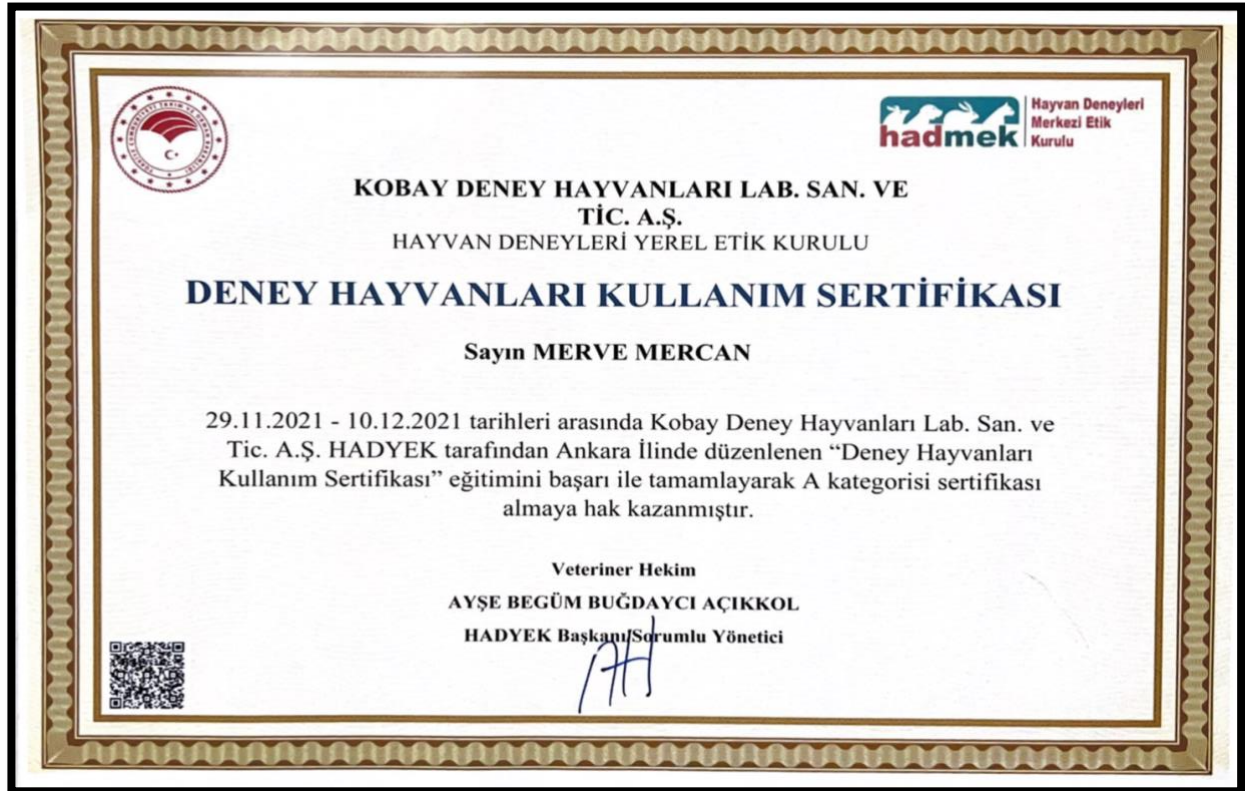 hadmek
Hayvan Deneyleri
Merkezi Etik
Kurulu
KOBAY DENEY HAYVANLARI LAB. SAN. VE
TİC. A.Ş.
HAYVAN DENEYLERİ YEREL ETİK KURULU
DENEY HAYVANLARI KULLANIM SERTİFİKASI
Sayın MERVE MERCAN
29.11.2021 - 10.12.2021 tarihleri arasında Kobay Deney Hayvanları Lab. San. ve
Tic. A.Ş. HADYEK tarafından Ankara İlinde düzenlenen “Deney Hayvanları
Kullanım Sertifikası” eğitimini başarı ile tamamlayarak A kategorisi sertifikası
almaya hak kazanmıştır.
Veteriner Hekim
AYŞE BEGÜM BUĞDAYCI AÇIKKOL
HADYEK Başkanı/Sorumlu Yönetici